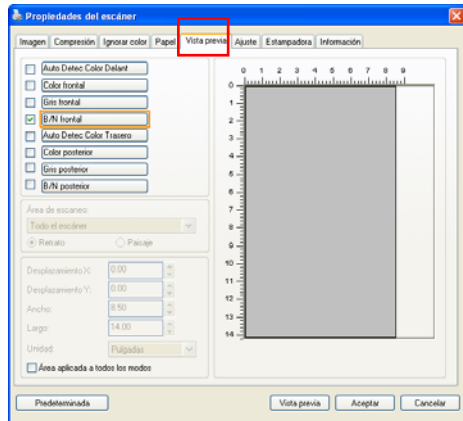 Propiedades del escáner
Imagen Compresión Ignorar color Papel Vista previa Ajuste Estampadora Información
Auto Detec Color Delant
Color frontal
Gris frontal
B/N frontal
Auto Detec Color Trasero
Color posterior
Gris posterior
B/N posterior
Área de escaneo:
Todo el escáner
Retrato Paisaje
Desplazamiento X: 0.00
Desplazamiento Y: 0.00
Ancho: 8.50
Largo: 14.00
Unidad: Pulgadas
Área aplicada a todos los modos
0 1 2 3 4 5 6 7 8 9
0
1
2
3
4
5
6
7
8
9
10
11
12
13
14
Predeterminada Vista previa Aceptar Cancelar